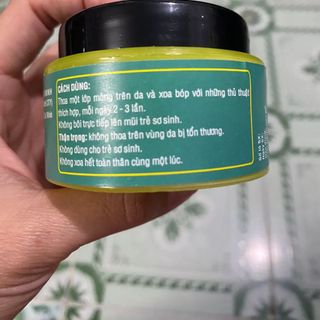 CÁCH DÙNG:
Thoa một lớp mỏng trên da và xoa bóp với những thủ thuật
thích hợp, mỗi ngày 2 - 3 lần.
Không bôi trực tiếp lên mũi trẻ sơ sinh.
Thận trọng: không thoa trên vùng da bị tổn thương.
Không dùng cho trẻ sơ sinh.
Không xoa hết toàn thân cùng một lúc.